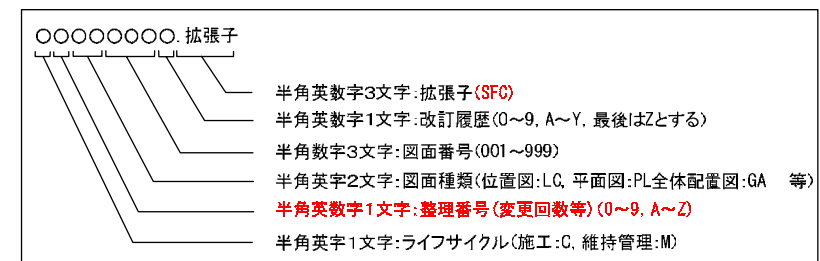 ○○○○○○○○.拡張子
半角英数字3文字:拡張子(SFC)
半角英数字1文字:改訂履歴(0～9, A～Y, 最後はZとする)
半角数字3文字:図面番号(001～999)
半角英字2文字:図面種類(位置図:LC, 平面図:PL全体配置図:GA　等)
半角英数字1文字:整理番号(変更回数等)(0～9, A～Z)
半角英字1文字:ライフサイクル(施工:C, 維持管理:M)